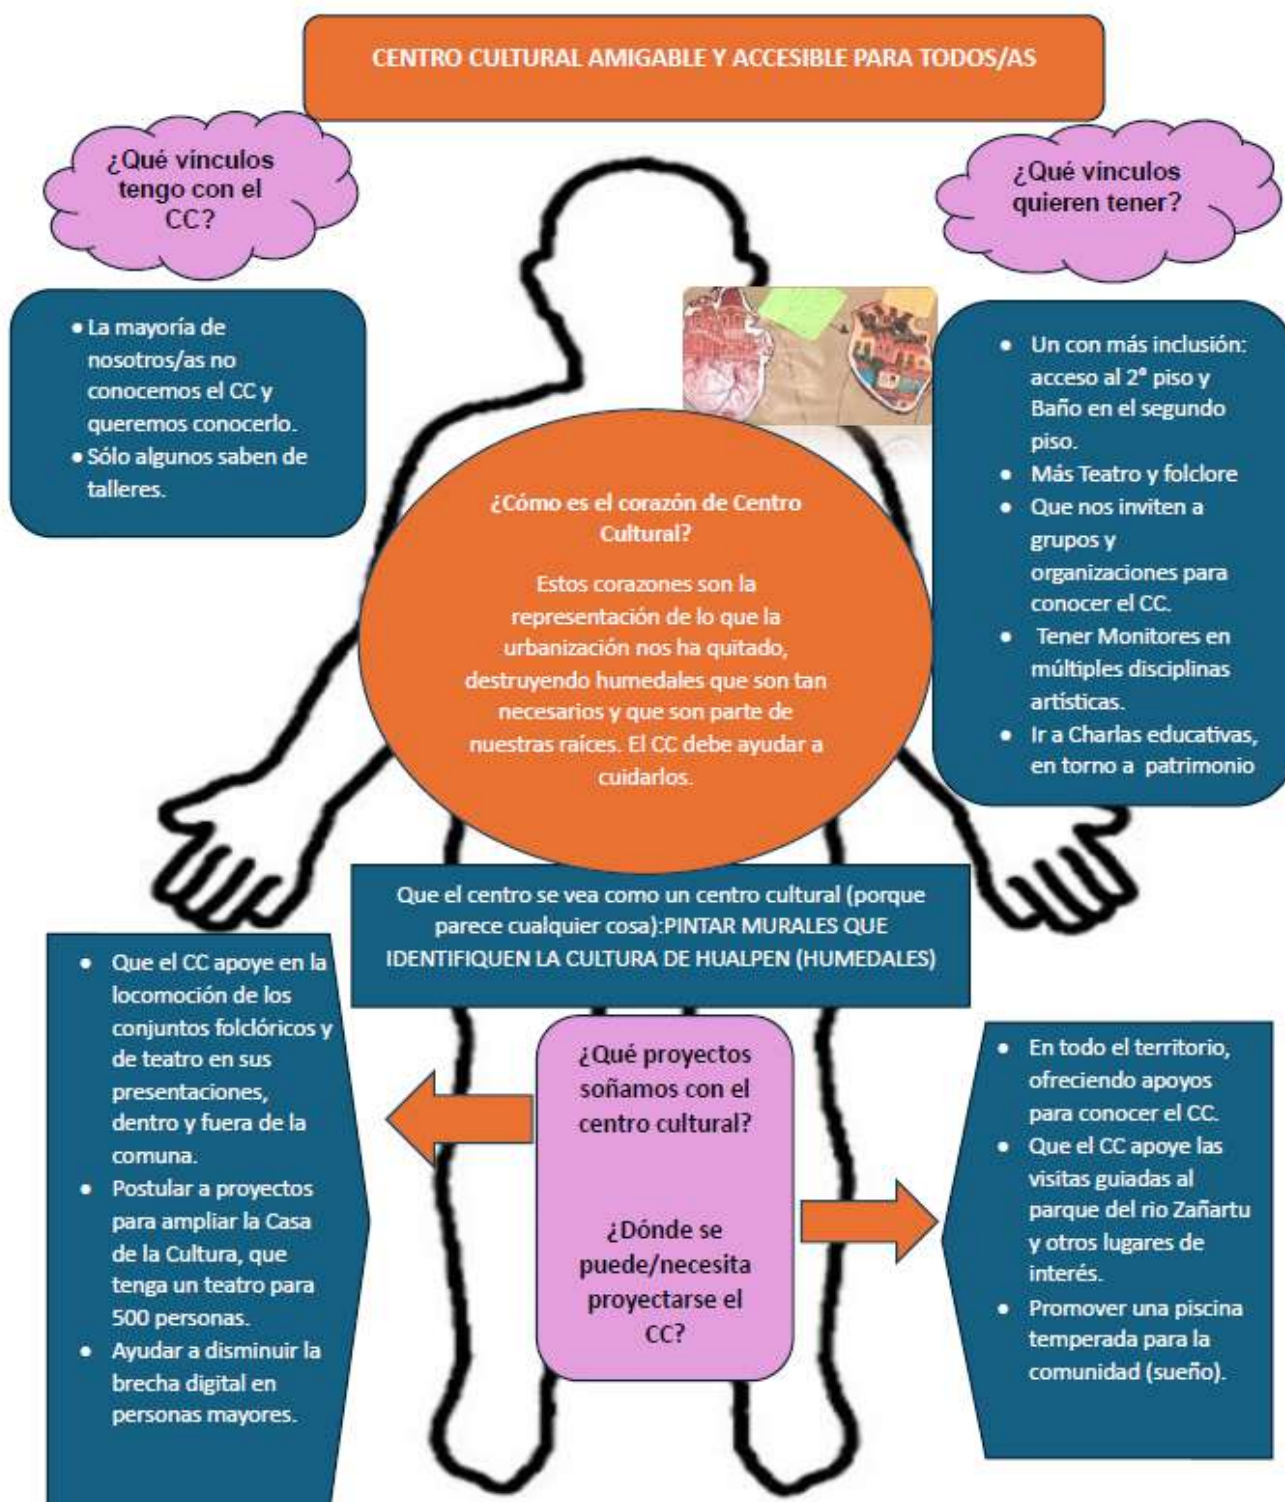 CENTRO CULTURAL AMIGABLE Y ACCESIBLE PARA TODOS/AS
¿Qué vínculos
tengo con el
CC?
¿Qué vínculos
quieren tener?
● La mayoría de
nosotros/as no
conocemos el CC y
queremos conocerlo.
● Sólo algunos saben de
talleres.
● Un con más inclusión:
acceso al 2° piso y
Baño en el segundo
piso.
● Más Teatro y folclore
● Que nos inviten a
grupos y
organizaciones para
conocer el CC.
● Tener Monitores en
múltiples disciplinas
artísticas.
● Ir a Charlas educativas,
en torno a patrimonio
¿Cómo es el corazón de Centro
Cultural?
Estos corazones son la
representación de lo que la
urbanización nos ha quitado,
destruyendo humedales que son tan
necesarios y que son parte de
nuestras raíces. El CC debe ayudar a
cuidarlos.
Que el centro se vea como un centro cultural (porque
parece cualquier cosa):PINTAR MURALES QUE
IDENTIFIQUEN LA CULTURA DE HUALPEN (HUMEDALES)
● Que el CC apoye en la
locomoción de los
conjuntos folclóricos y
de teatro en sus
presentaciones,
dentro y fuera de la
comuna.
● Postular a proyectos
para ampliar la Casa
de la Cultura, que
tenga un teatro para
500 personas.
● Ayudar a disminuir la
brecha digital en
personas mayores.
¿Qué proyectos
soñamos con el
centro cultural?
¿Dónde se
puede/necesita
proyectarse el
CC?
● En todo el territorio,
ofreciendo apoyos
para conocer el CC.
● Que el CC apoye las
visitas guiadas al
parque del rio Zañartu
y otros lugares de
interés.
● Promover una piscina
temperada para la
comunidad (sueño).